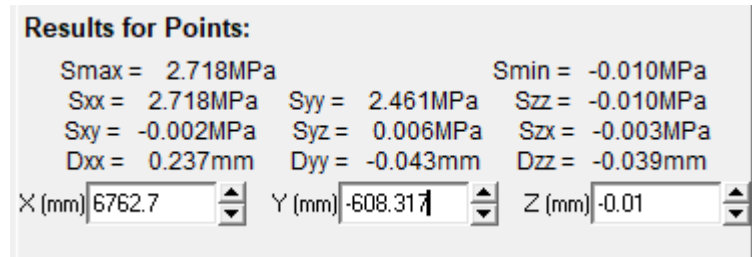 Results for Points:
Smax = 2.718MPa Smin = -0.010MPa
Sxx = 2.718MPa Syy = 2.461MPa Szz = -0.010MPa
Sxy = -0.002MPa Syz = 0.006MPa Szx = -0.003MPa
Dxx = 0.237mm Dyy = -0.043mm Dzz = -0.039mm
X (mm) 6762.7 Y (mm) -608.317 Z (mm) -0.01